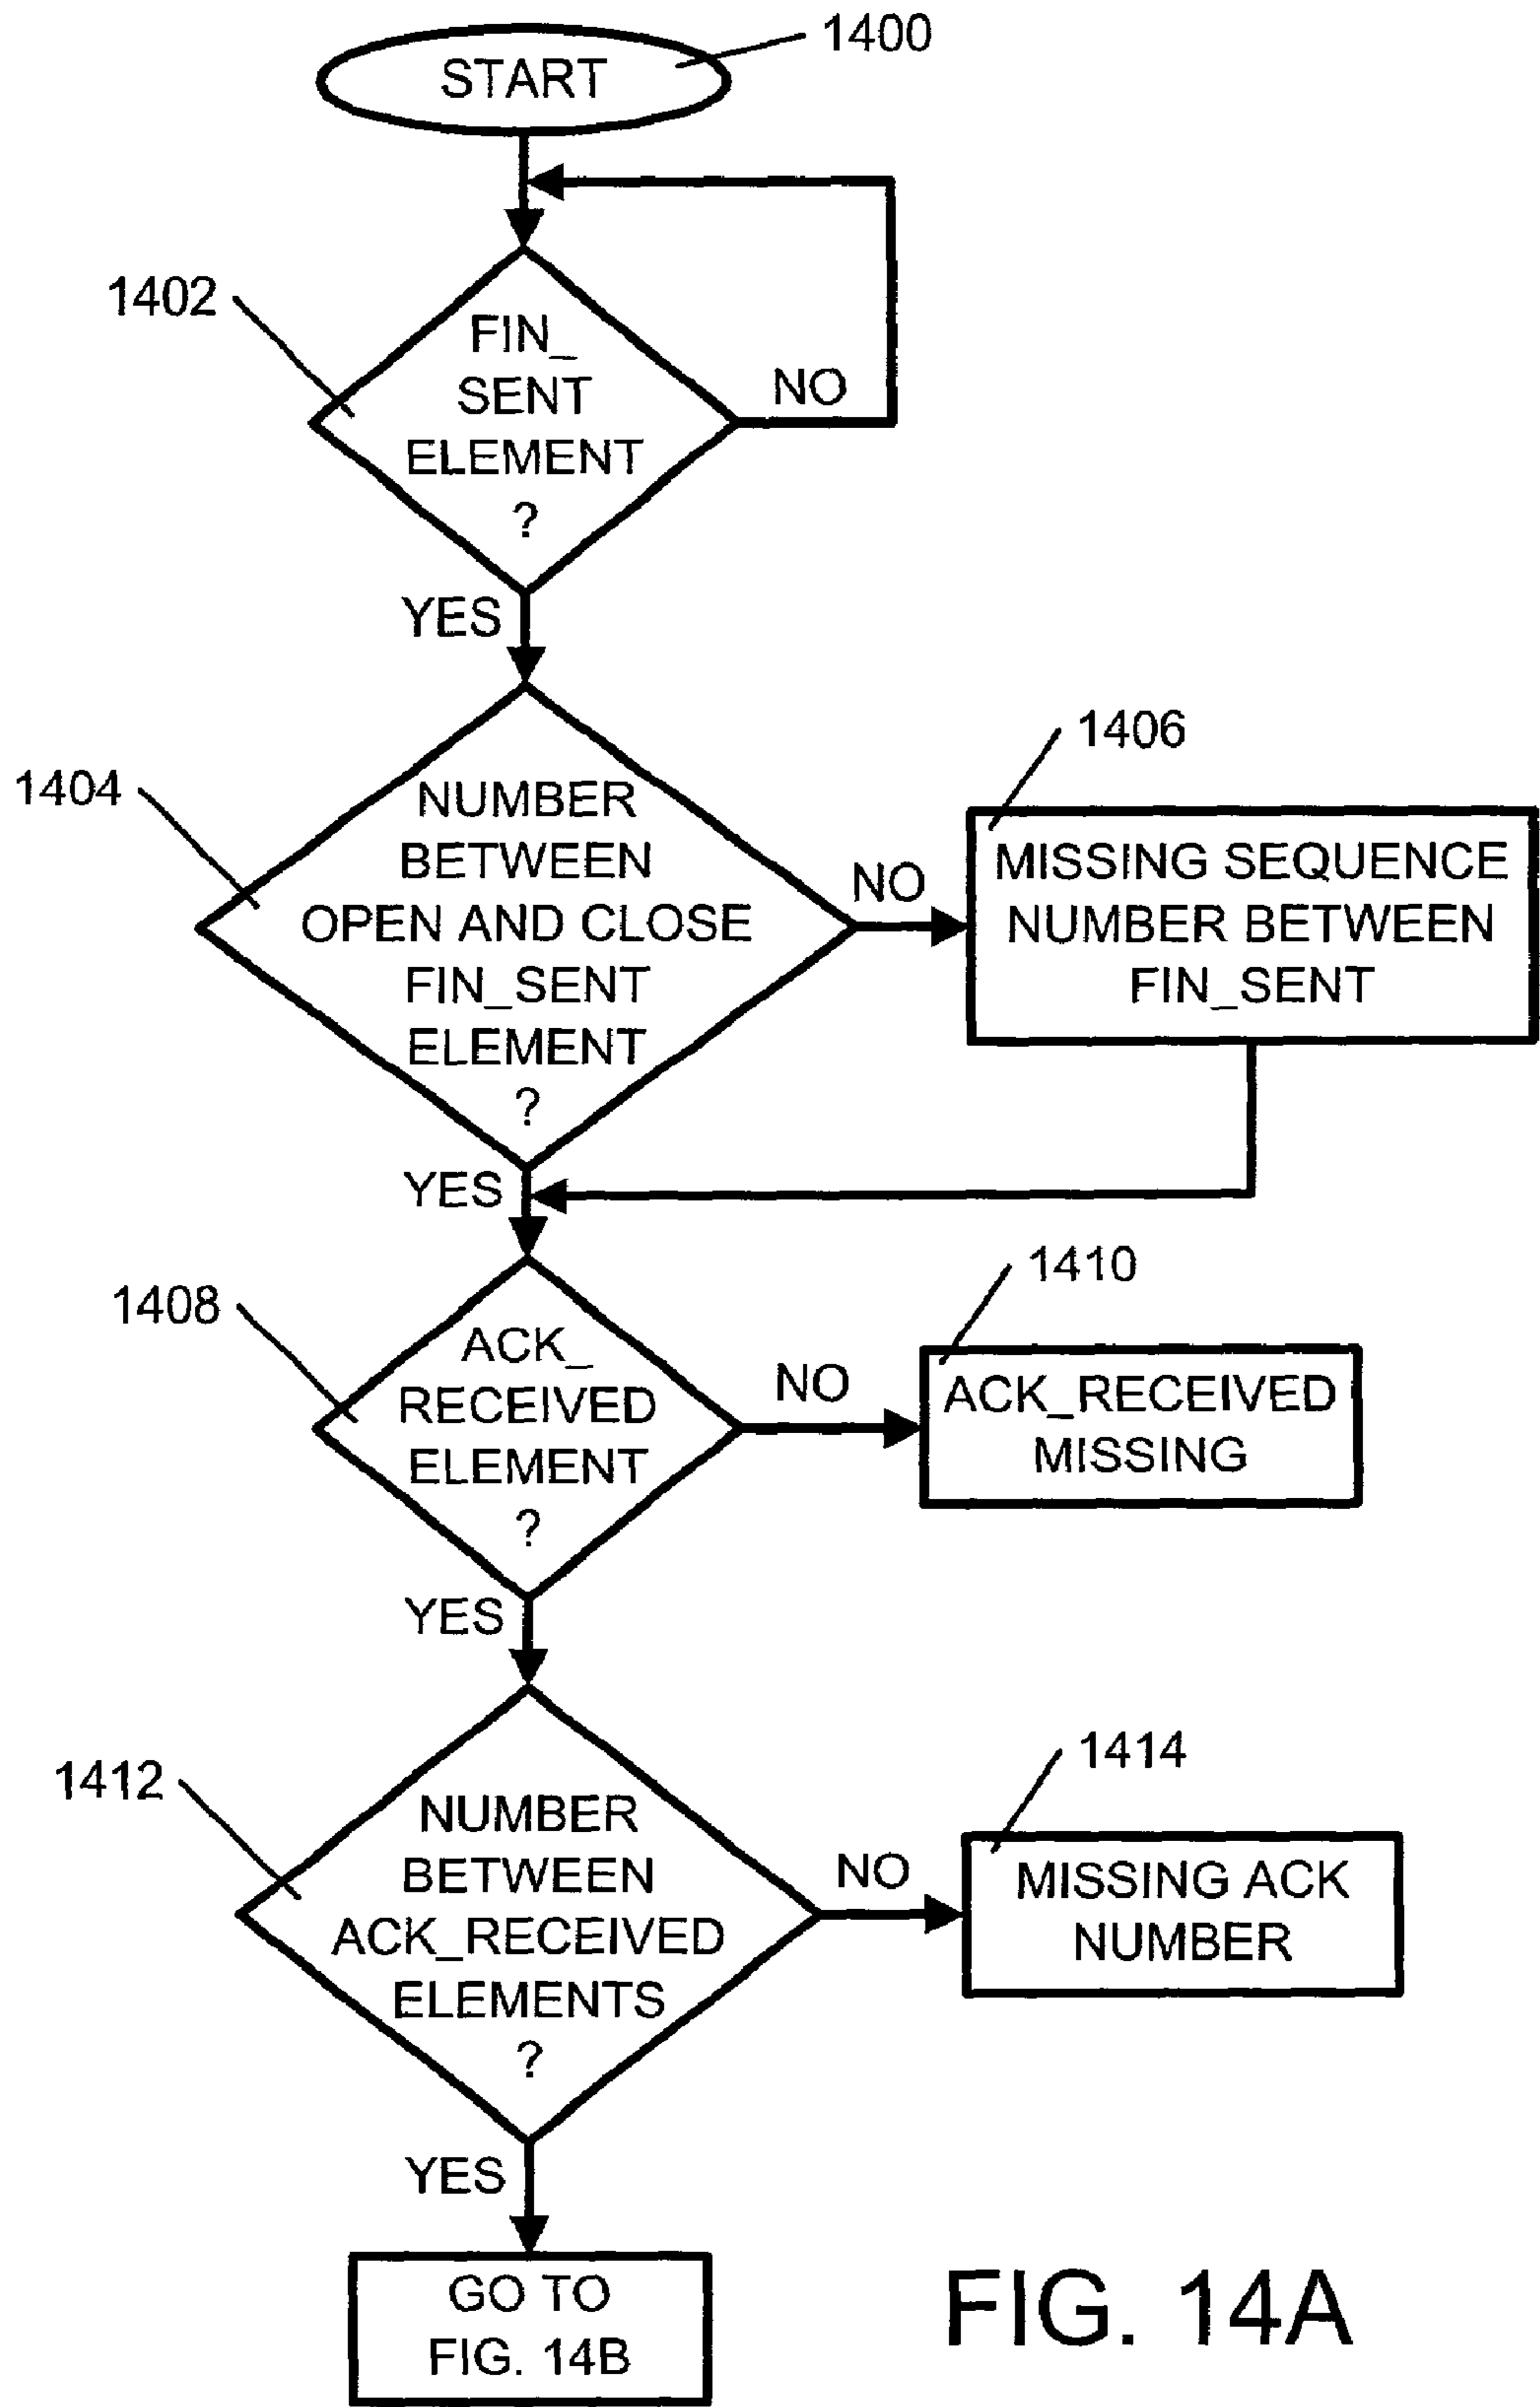 1400
START
1402
FIN_
SENT
ELEMENT
?
NO
YES
1404
NUMBER
BETWEEN
OPEN AND CLOSE
FIN_SENT
ELEMENT
?
NO
1406
MISSING SEQUENCE
NUMBER BETWEEN
FIN_SENT
YES
1408
ACK_
RECEIVED
ELEMENT
?
NO
1410
ACK_RECEIVED
MISSING
YES
1412
NUMBER
BETWEEN
ACK_RECEIVED
ELEMENTS
?
NO
1414
MISSING ACK
NUMBER
YES
GO TO
FIG. 14B
FIG. 14A